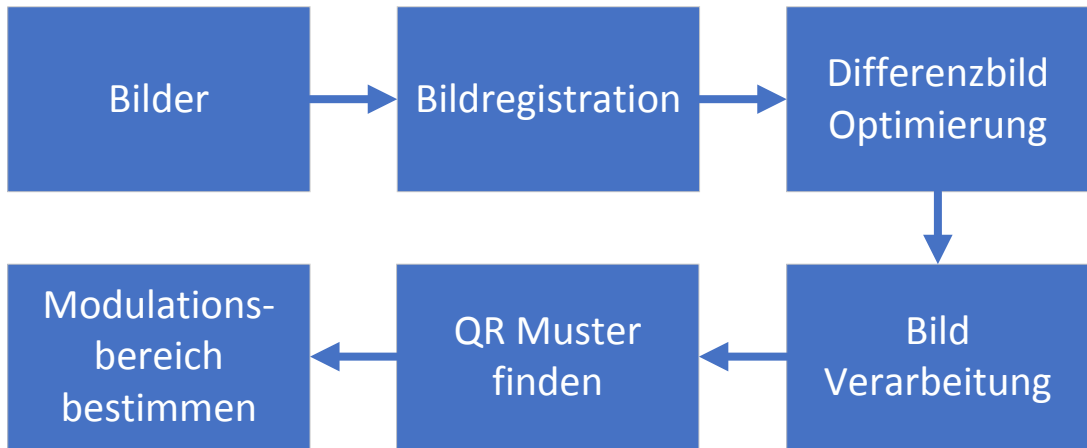 Bilder
Bildregistration
Differenzbild
Optimierung
Bild
Verarbeitung
QR Muster
finden
Modulations-
bereich
bestimmen